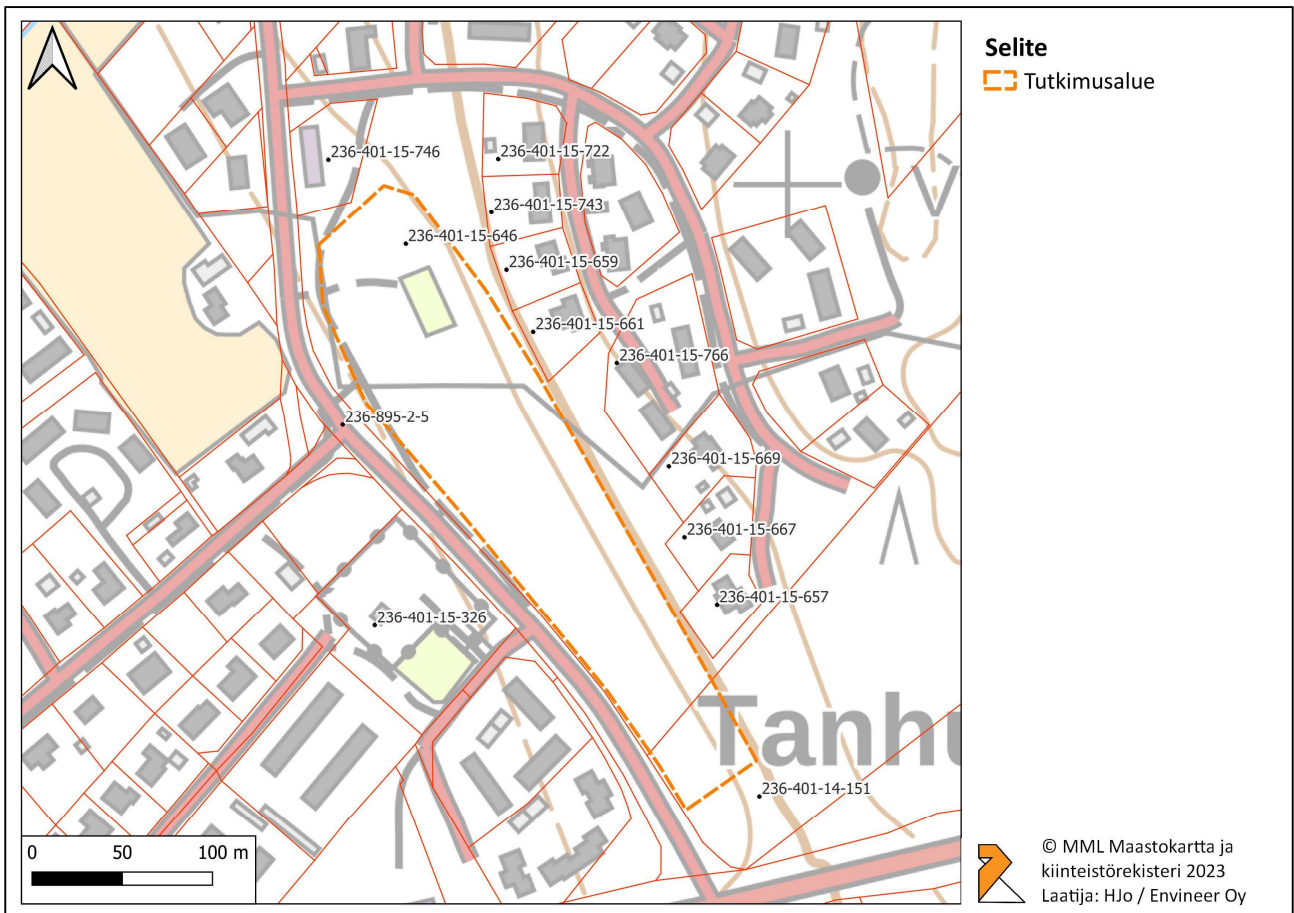 Selite
Tutkimusalue
236-401-15-746
236-401-15-722
236-401-15-743
236-401-15-646
236-401-15-659
236-401-15-661
236-401-15-766
236-895-2-5
236-401-15-669
236-401-15-667
236-401-15-657
236-401-15-326
Tanhu
236-401-14-151
0 50 100 m
© MML Maastokartta ja
kiinteistörekisteri 2023
Laatija: HJo / Envineer Oy